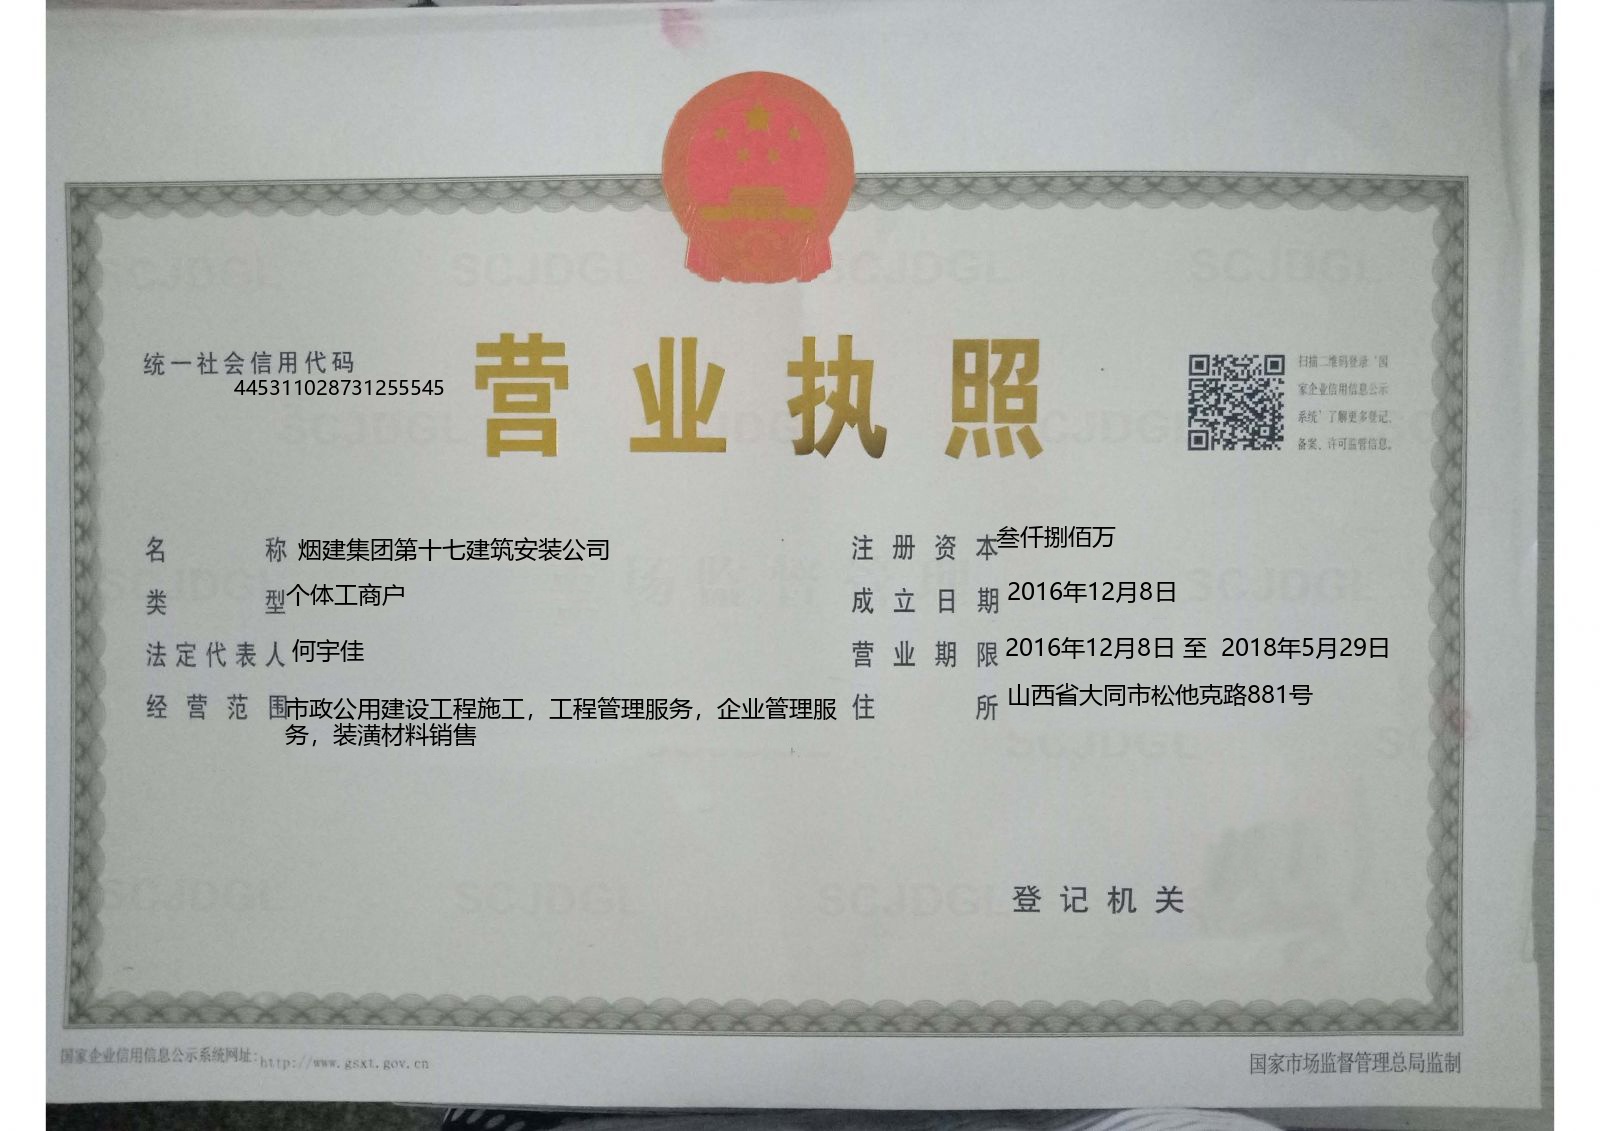 统一社会信用代码
445311028731255545
营业执照
扫描二维码登录‘国
家企业信用信息公示
系统’了解更多登记、
备案、许可监管信息。
名称 烟建集团第十七建筑安装公司
类型 个体工商户
法定代表人 何宇佳
经营范围 市政公用建设工程施工，工程管理服务，企业管理服
务，装潢材料销售
注册资本 叁仟捌佰万
成立日期 2016年12月8日
营业期限 2016年12月8日 至 2018年5月29日
住所 山西省大同市松他克路881号
登记机关
国家企业信用信息公示系统网址：http://www.gsxt.gov.cn
国家市场监督管理总局监制
SCJDGL